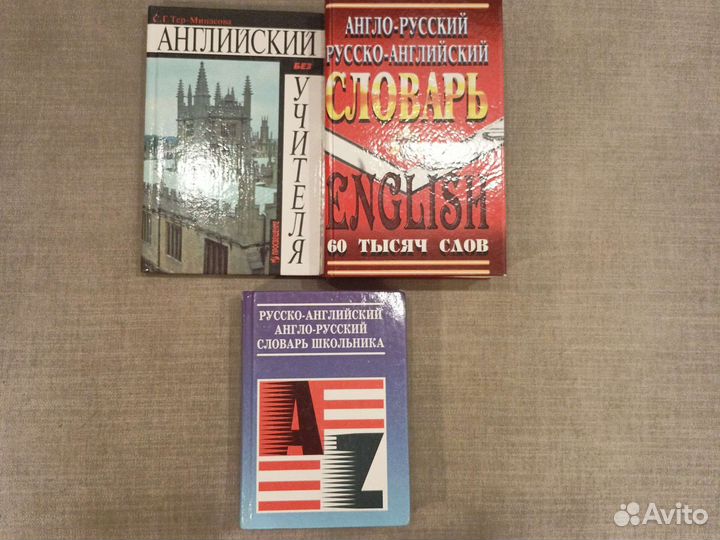 С.Г. Тер-Минасова
АНГЛИЙСКИЙ
БЕЗ
УЧИТЕЛЯ
ПРОСВЕЩЕНИЕ
АНГЛО-РУССКИЙ
РУССКО-АНГЛИЙСКИЙ
СЛОВАРЬ
ENGLISH
60 ТЫСЯЧ СЛОВ
РУССКО-АНГЛИЙСКИЙ
АНГЛО-РУССКИЙ
СЛОВАРЬ ШКОЛЬНИКА
A
Z
Avito